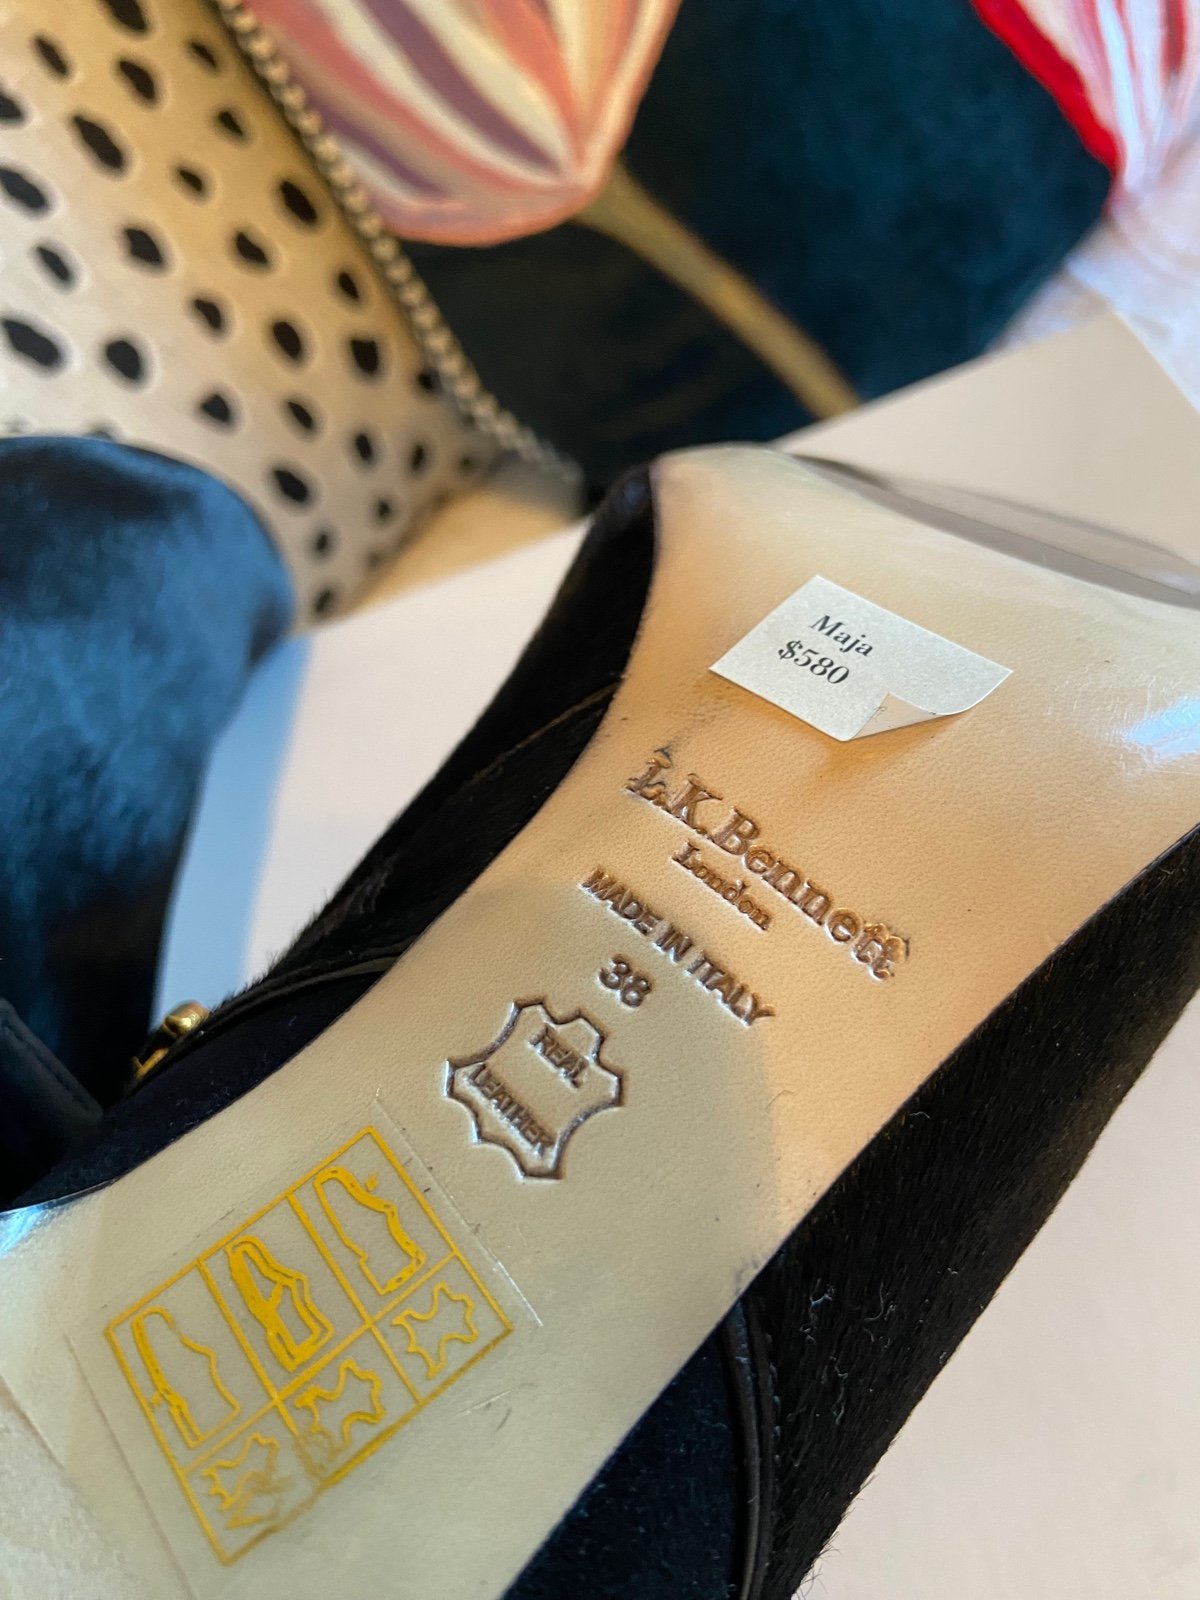 Maja
$580
L.K.Bennett
London
MADE IN ITALY
38
REAL
LEATHER